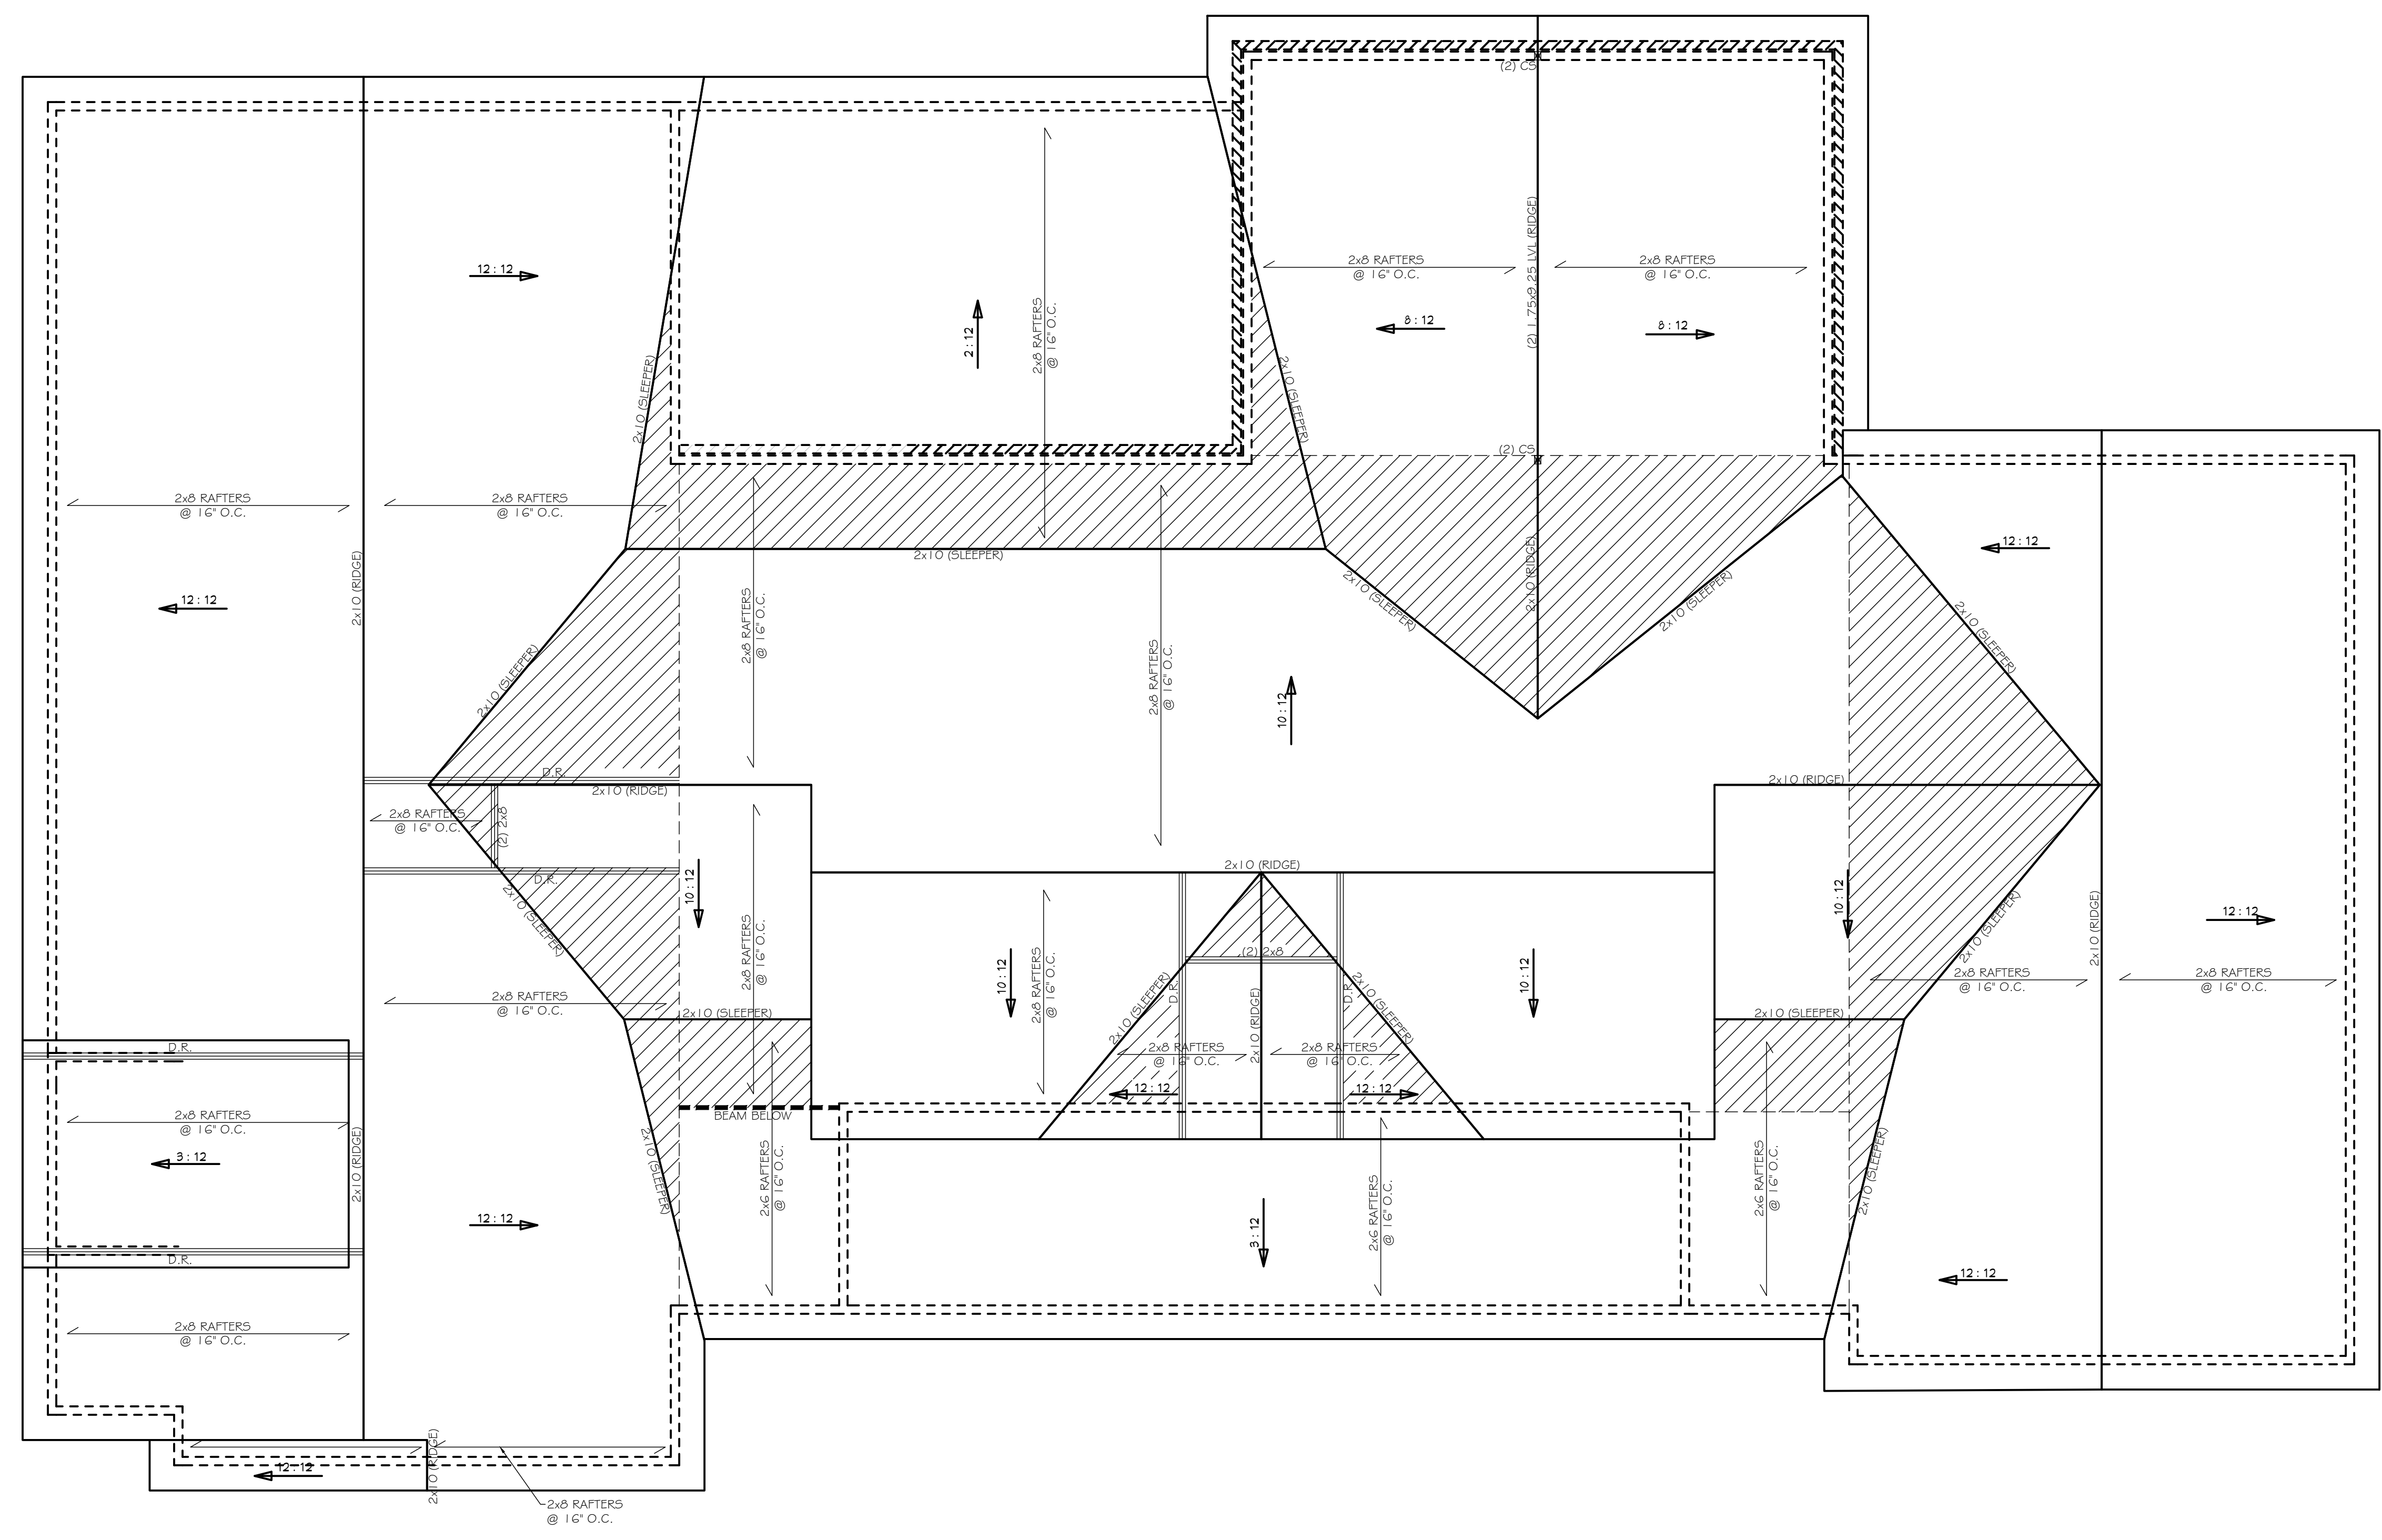 (2) CS
2x8 RAFTERS
@ 16" O.C.
2x8 RAFTERS
@ 16" O.C.
12:12
(2) 1.75x9.25 LVL (RIDGE)
8:12
8:12
2:12
2x8 RAFTERS
@ 16" O.C.
2x10 (SLEEPER)
2x10 (SLEEPER)
(2) CS
2x8 RAFTERS
@ 16" O.C.
2x8 RAFTERS
@ 16" O.C.
2x10 (RIDGE)
2x10 (SLEEPER)
12:12
12:12
2x10 (RIDGE)
2x10 (SLEEPER)
2x10 (SLEEPER)
2x10 (SLEEPER)
2x8 RAFTERS
@ 16" O.C.
2x10 (SLEEPER)
2x8 RAFTERS
@ 16" O.C.
10:12
D.R.
2x10 (RIDGE)
2x10 (RIDGE)
2x8 RAFTERS
@ 16" O.C.
(2) 2x8
D.R.
2x10 (RIDGE)
10:12
10:12
2x10 (SLEEPER)
2x10 (SLEEPER)
2x10 (RIDGE)
12:12
2x8 RAFTERS
@ 16" O.C.
2x8 RAFTERS
@ 16" O.C.
10:12
(2) 2x8
10:12
2x8 RAFTERS
@ 16" O.C.
2x8 RAFTERS
@ 16" O.C.
2x8 RAFTERS
@ 16" O.C.
2x10 (SLEEPER)
D.R.
D.R.
2x10 (SLEEPER)
2x10 (SLEEPER)
2x10 (SLEEPER)
2x10 (RIDGE)
D.R.
2x8 RAFTERS
@ 16" O.C.
2x8 RAFTERS
@ 16" O.C.
12:12
12:12
2x8 RAFTERS
@ 16" O.C.
BEAM BELOW
3:12
2x10 (RIDGE)
2x10 (SLEEPER)
2x6 RAFTERS
@ 16" O.C.
2x6 RAFTERS
@ 16" O.C.
2x6 RAFTERS
@ 16" O.C.
2x10 (SLEEPER)
12:12
3:12
D.R.
12:12
2x8 RAFTERS
@ 16" O.C.
2x10 (RIDGE)
12:12
2x8 RAFTERS
@ 16" O.C.